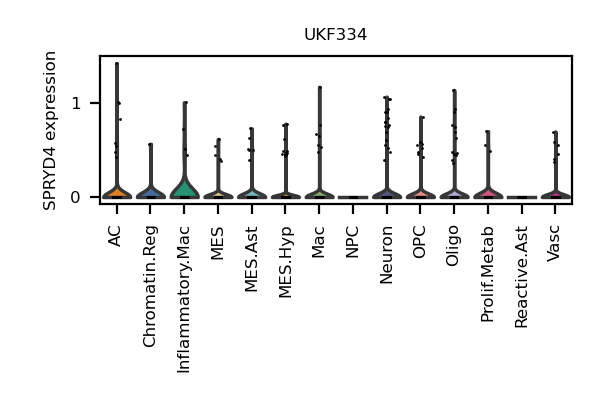 UKF334
SPRYD4 expression
1
0
AC
Chromatin.Reg
Inflammatory.Mac
MES
MES.Ast
MES.Hyp
Mac
NPC
Neuron
OPC
Oligo
Prolif.Metab
Reactive.Ast
Vasc